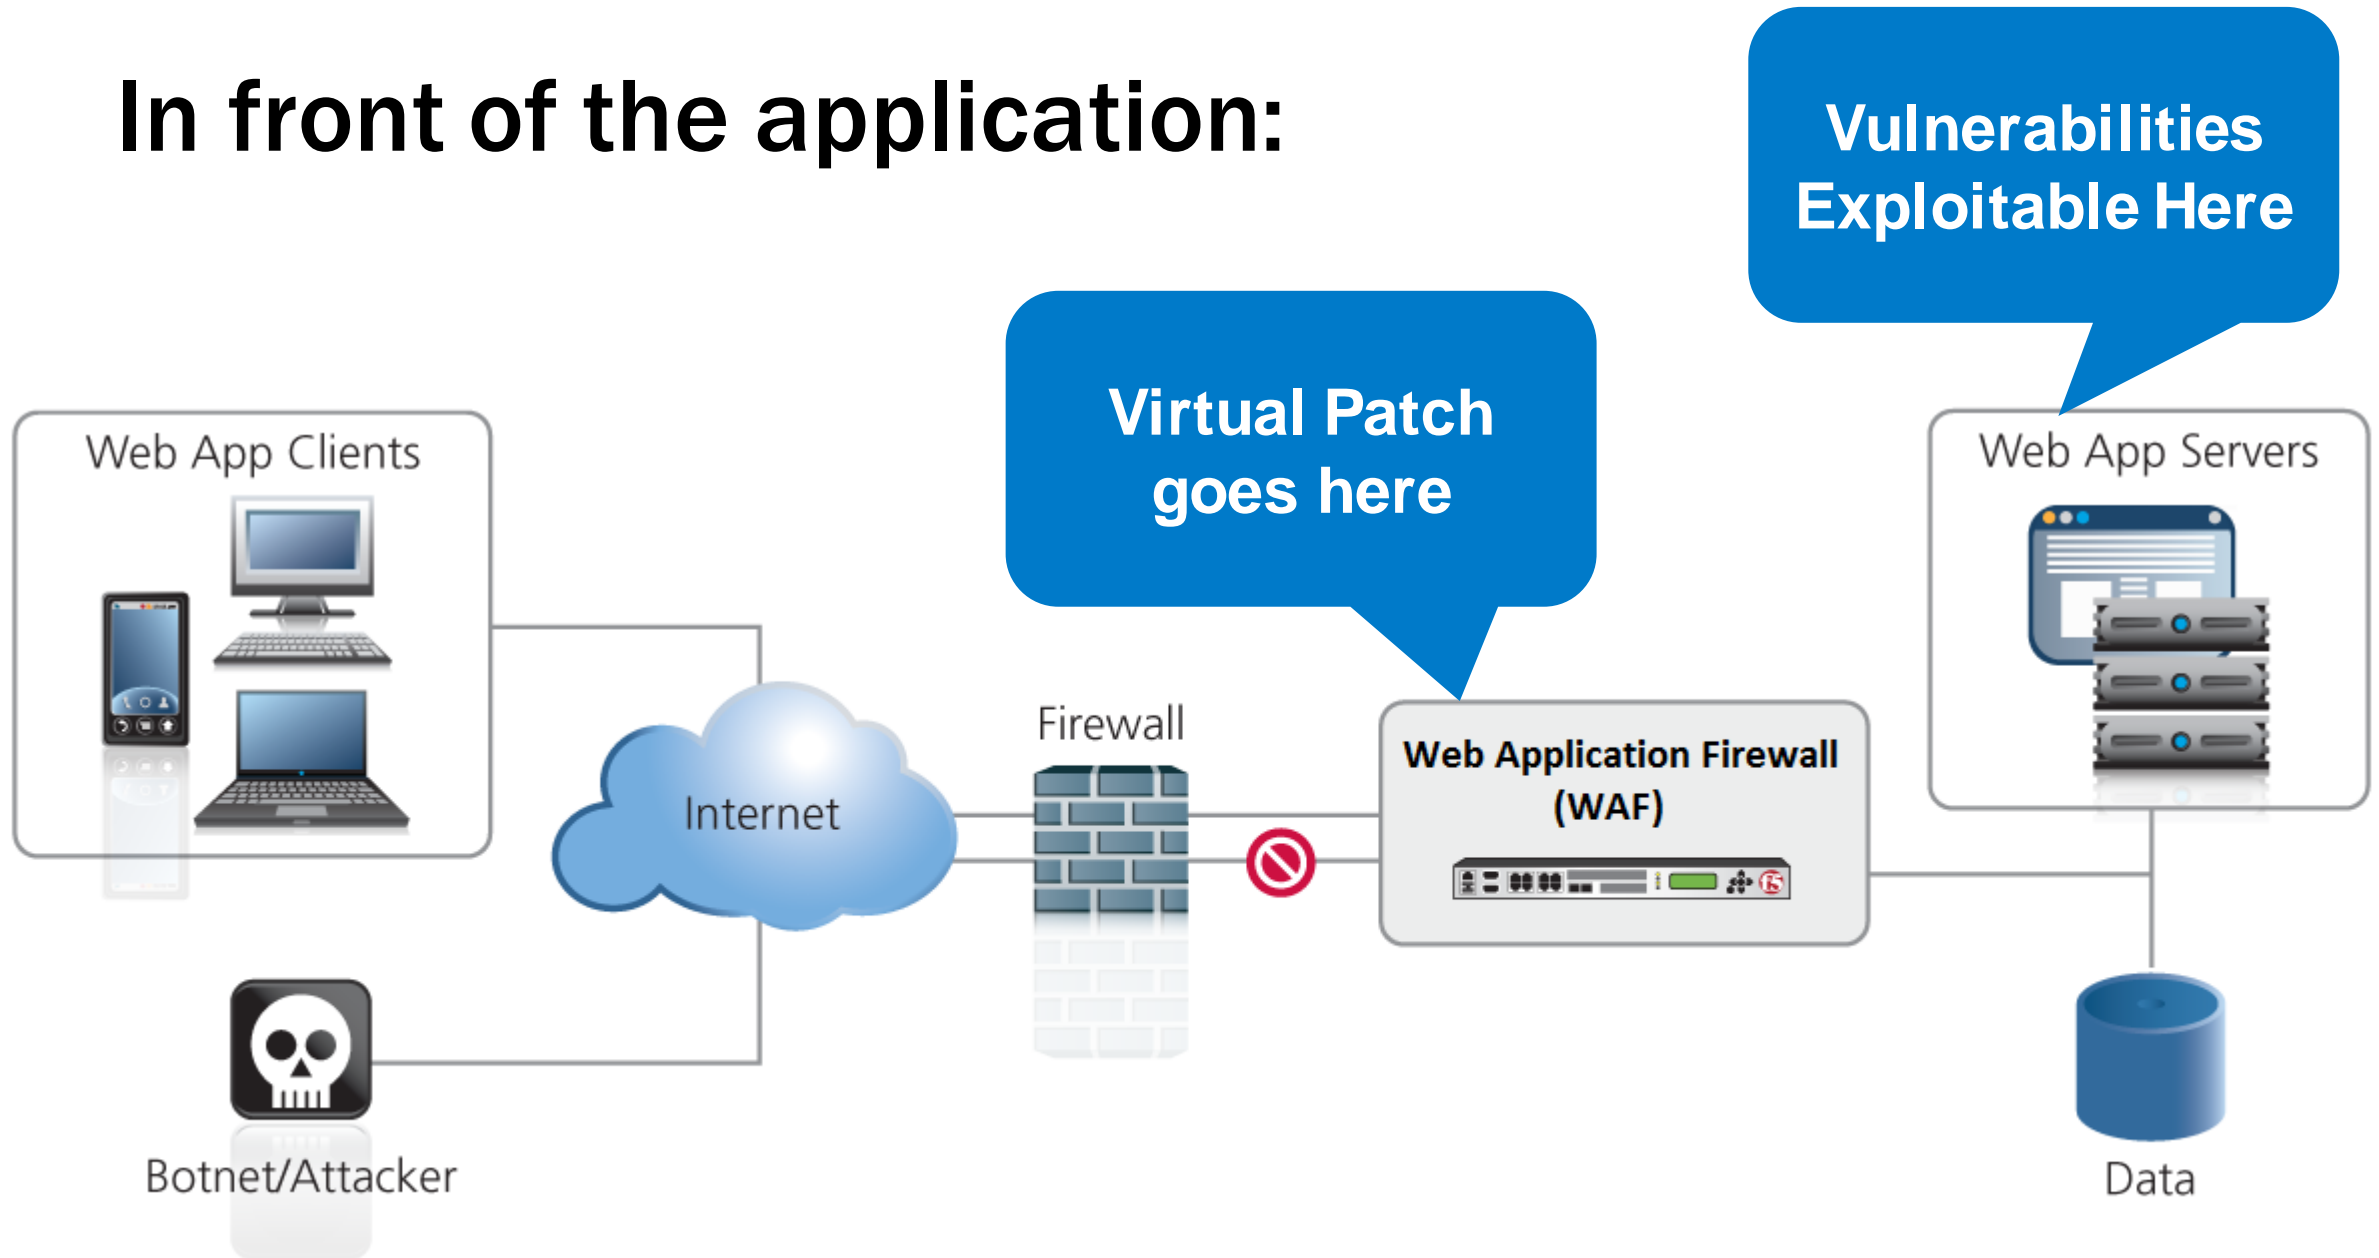 In front of the application:
Vulnerabilities
Exploitable Here
Virtual Patch
goes here
Web App Clients
Web App Servers
Firewall
Web Application Firewall
(WAF)
Internet
f5
Botnet/Attacker
Data